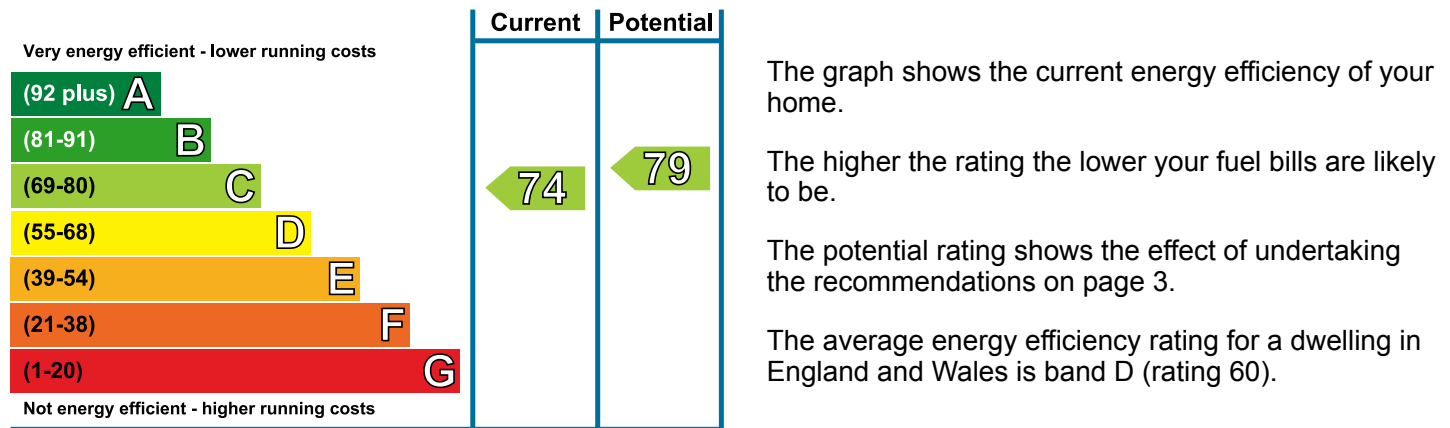 Current Potential
Very energy efficient - lower running costs
(92 plus) A
(81-91) B
(69-80) C
(55-68) D
(39-54) E
(21-38) F
(1-20) G
Not energy efficient - higher running costs
74
79
The graph shows the current energy efficiency of your
home.
The higher the rating the lower your fuel bills are likely
to be.
The potential rating shows the effect of undertaking
the recommendations on page 3.
The average energy efficiency rating for a dwelling in
England and Wales is band D (rating 60).